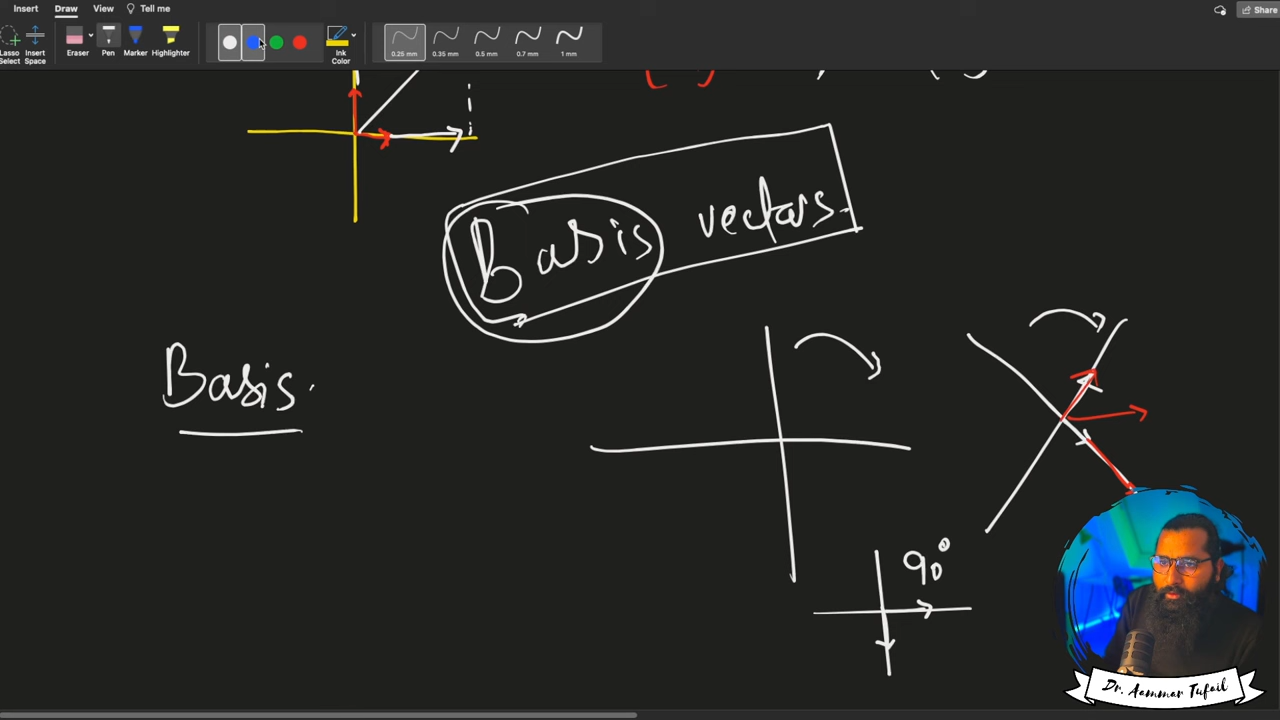 Insert Draw View Tell me
Share
Lasso Select
Insert Space
Eraser
Pen
Marker
Highlighter
Ink Color
0.25 mm
0.35 mm
0.5 mm
0.7 mm
1 mm
Basis vectors.
Basis.
90°
Dr. Aammar Tufail